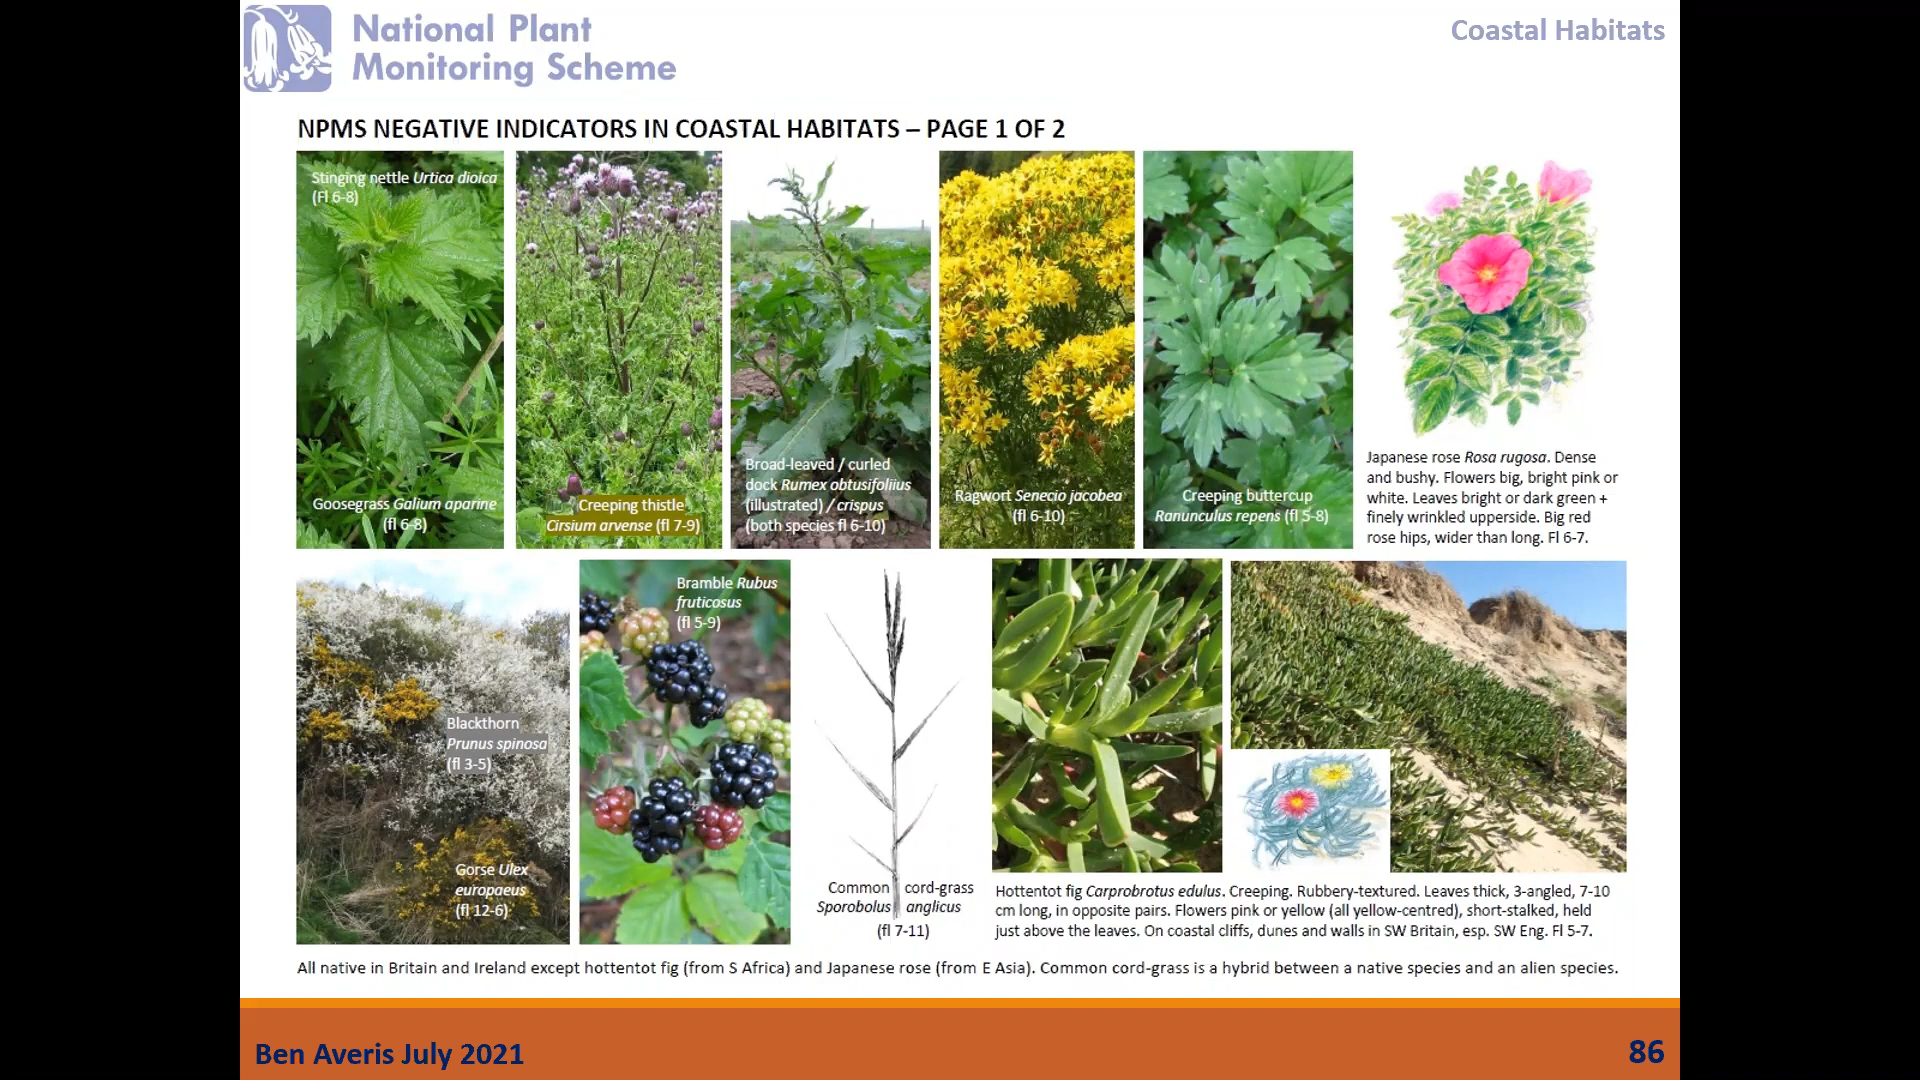 National Plant
Monitoring Scheme
Coastal Habitats
NPMS NEGATIVE INDICATORS IN COASTAL HABITATS – PAGE 1 OF 2
Stinging nettle Urtica dioica
(Fl 6-8)
Goosegrass Galium aparine
(fl 6-8)
Creeping thistle
Cirsium arvense (fl 7-9)
Broad-leaved / curled
dock Rumex obtusifoliius
(illustrated) / crispus
(both species fl 6-10)
Ragwort Senecio jacobea
(fl 6-10)
Creeping buttercup
Ranunculus repens (fl 5-8)
Japanese rose Rosa rugosa. Dense
and bushy. Flowers big, bright pink or
white. Leaves bright or dark green +
finely wrinkled upperside. Big red
rose hips, wider than long. Fl 6-7.
Blackthorn
Prunus spinosa
(fl 3-5)
Gorse Ulex
europaeus
(fl 12-6)
Bramble Rubus
fruticosus
(fl 5-9)
Common cord-grass
Sporobolus anglicus
(fl 7-11)
Hottentot fig Carprobrotus edulus. Creeping. Rubbery-textured. Leaves thick, 3-angled, 7-10
cm long, in opposite pairs. Flowers pink or yellow (all yellow-centred), short-stalked, held
just above the leaves. On coastal cliffs, dunes and walls in SW Britain, esp. SW Eng. Fl 5-7.
All native in Britain and Ireland except hottentot fig (from S Africa) and Japanese rose (from E Asia). Common cord-grass is a hybrid between a native species and an alien species.
Ben Averis July 2021
86